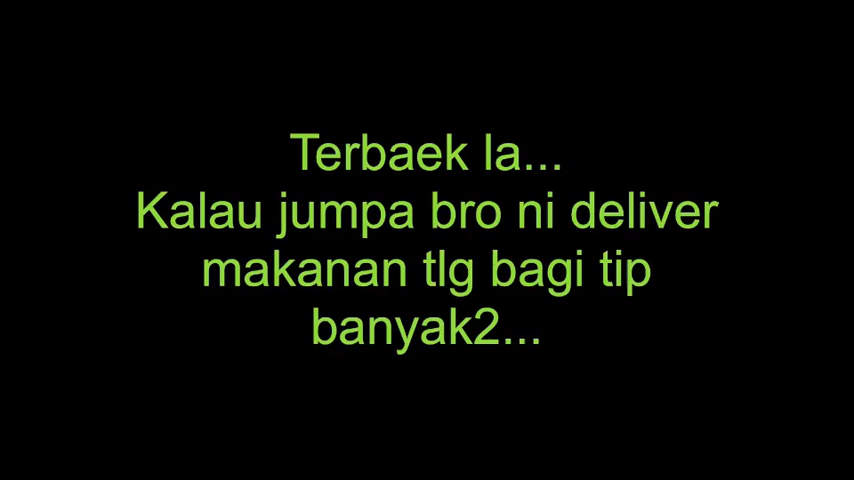 Terbaek la...
Kalau jumpa bro ni deliver
makanan tlg bagi tip
banyak2...